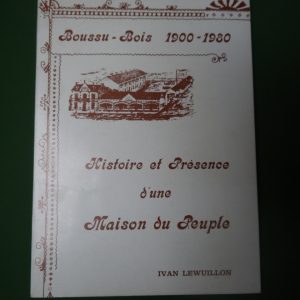 Boussu-Bois 1900-1980
Histoire et Présence
d'une
Maison du Peuple
IVAN LEWUILLON